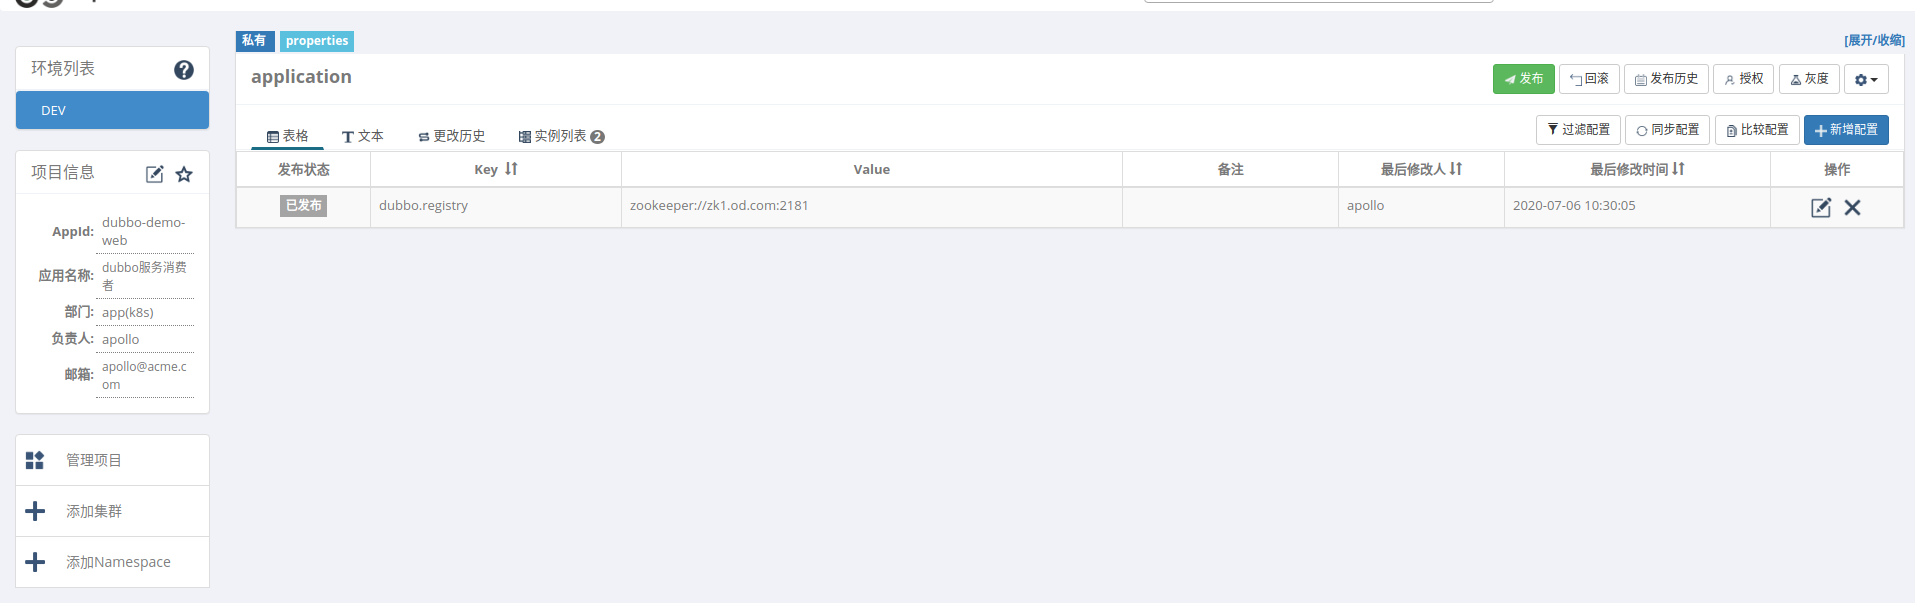 私有 properties
[展开/收缩]
环境列表
DEV
项目信息
AppId: dubbo-demo-
web
应用名称: dubbo服务消费
者
部门: app(k8s)
负责人: apollo
邮箱: apollo@acme.c
om
管理项目
添加集群
添加Namespace
application
发布 回滚 发布历史 授权 灰度
表格 文本 更改历史 实例列表 2
过滤配置 同步配置 比较配置 新增配置
发布状态 Key Value 备注 最后修改人 最后修改时间 操作
已发布 dubbo.registry zookeeper://zk1.od.com:2181 apollo 2020-07-06 10:30:05